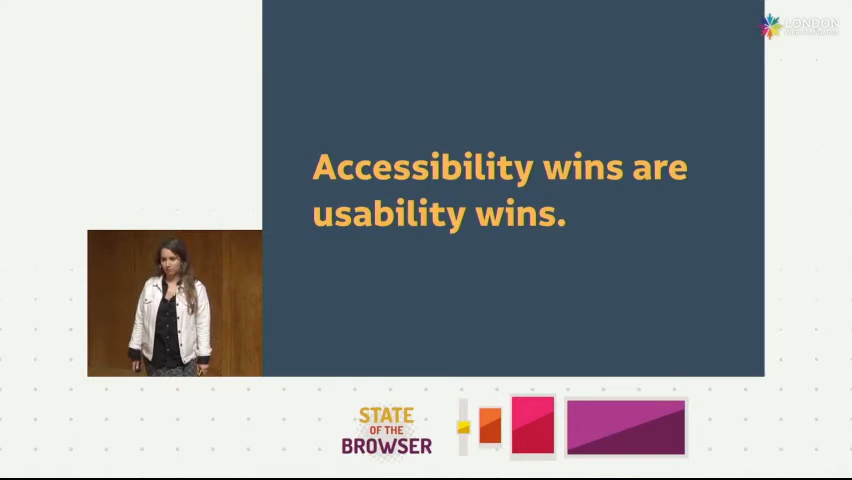 LONDON
Accessibility wins are
usability wins.
STATE
OF THE
BROWSER